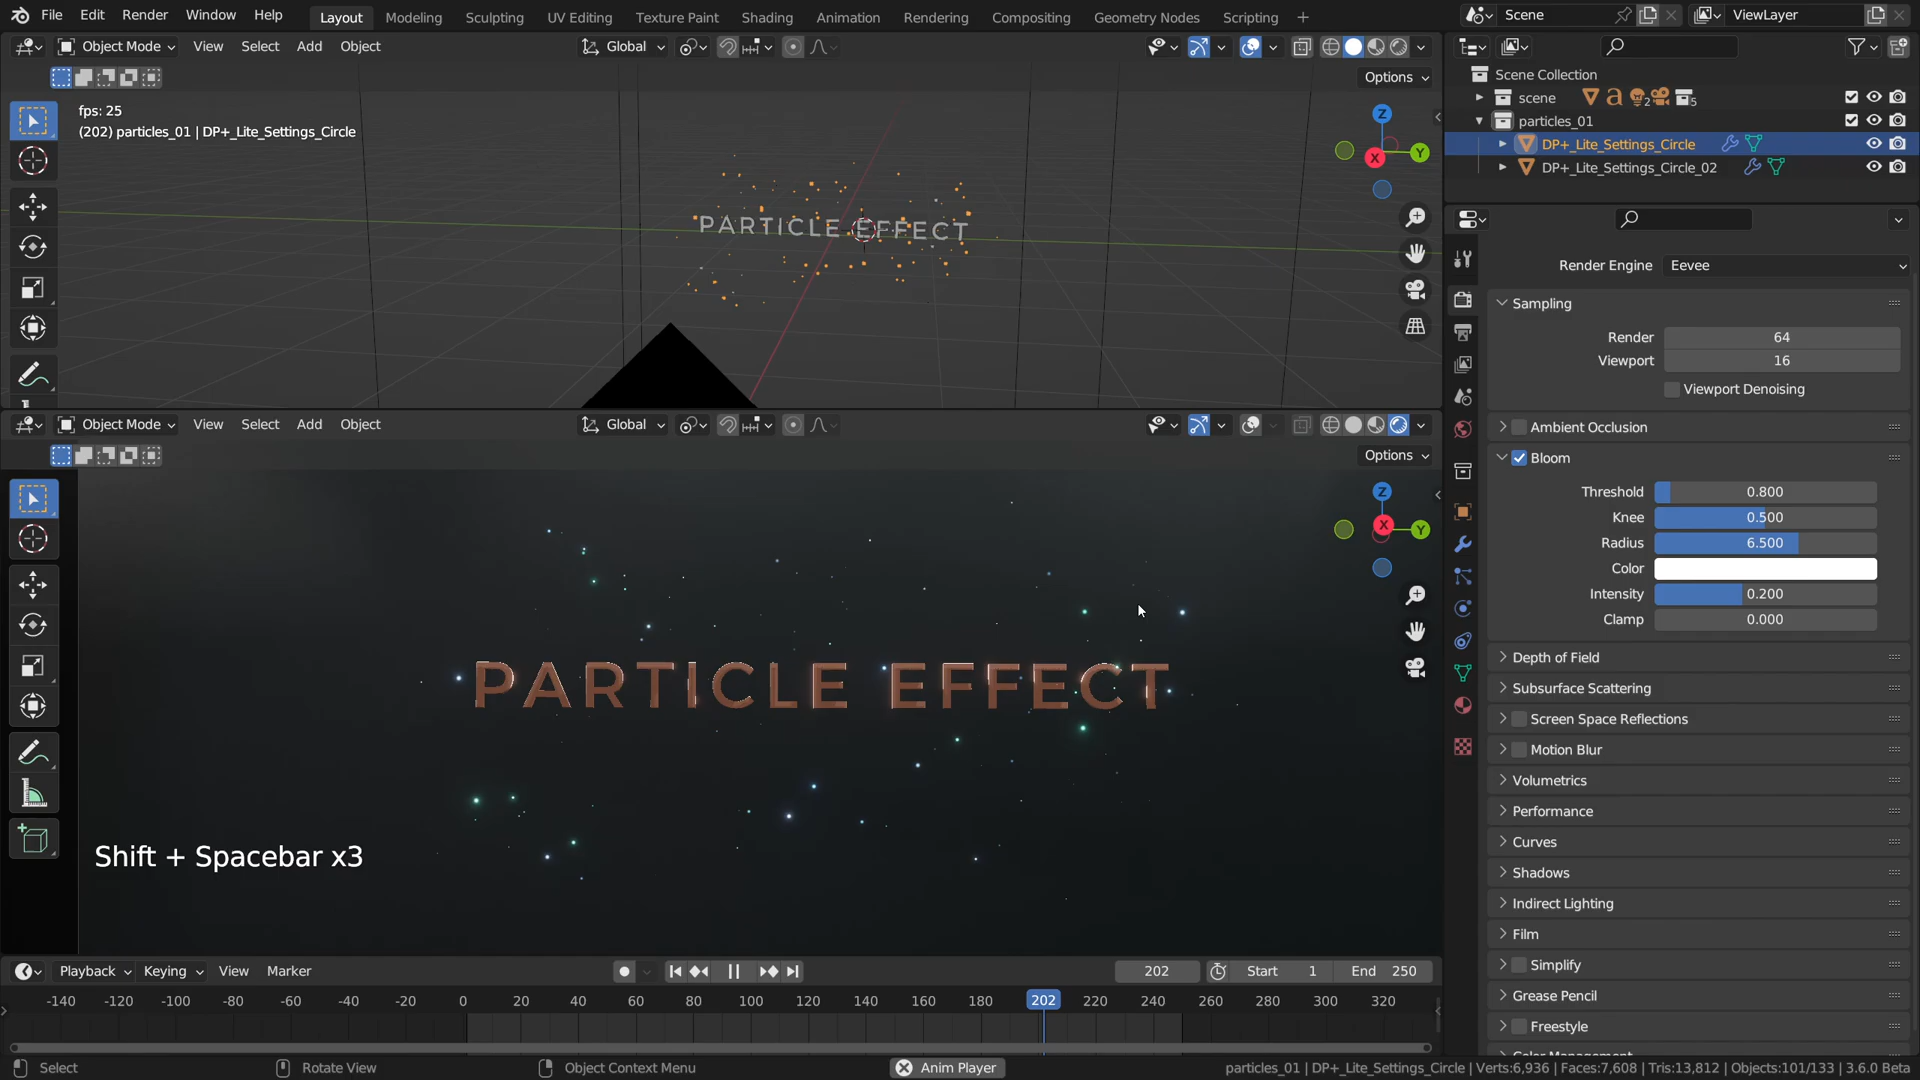 File Edit Render Window Help Layout Modeling Sculpting UV Editing Texture Paint Shading Animation Rendering Compositing Geometry Nodes Scripting + Scene ViewLayer
Object Mode View Select Add Object Global
Options
fps: 25
(202) particles_01 | DP+_Lite_Settings_Circle
PARTICLE EFFECT
Z
X
Y
Object Mode View Select Add Object Global
Options
Z
X
Y
PARTICLE EFFECT
Shift + Spacebar x3
Scene Collection
scene 2 5
particles_01
DP+_Lite_Settings_Circle
DP+_Lite_Settings_Circle_02
Render Engine Eevee
Sampling
Render 64
Viewport 16
Viewport Denoising
Ambient Occlusion
Bloom
Threshold 0.800
Knee 0.500
Radius 6.500
Color
Intensity 0.200
Clamp 0.000
Depth of Field
Subsurface Scattering
Screen Space Reflections
Motion Blur
Volumetrics
Performance
Curves
Shadows
Indirect Lighting
Film
Simplify
Grease Pencil
Freestyle
Color Management
Playback Keying View Marker 202 Start 1 End 250
-140 -120 -100 -80 -60 -40 -20 0 20 40 60 80 100 120 140 160 180 202 220 240 260 280 300 320
Select Rotate View Object Context Menu Anim Player particles_01 | DP+_Lite_Settings_Circle | Verts:6,936 | Faces:7,608 | Tris:13,812 | Objects:101/133 | 3.6.0 Beta